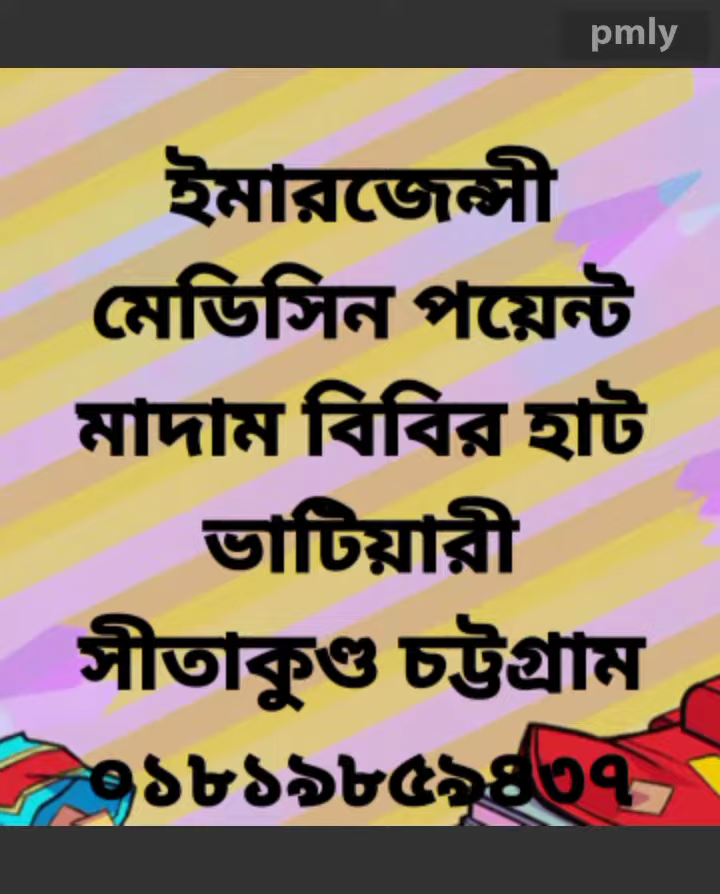 pmly
ইমারজেন্সী
মেডিসিন পয়েন্ট
মাদাম বিবির হাট
ভাটিয়ারী
সীতাকুণ্ড চট্টগ্রাম
০১৮১৯৮৫৯৪৩৭